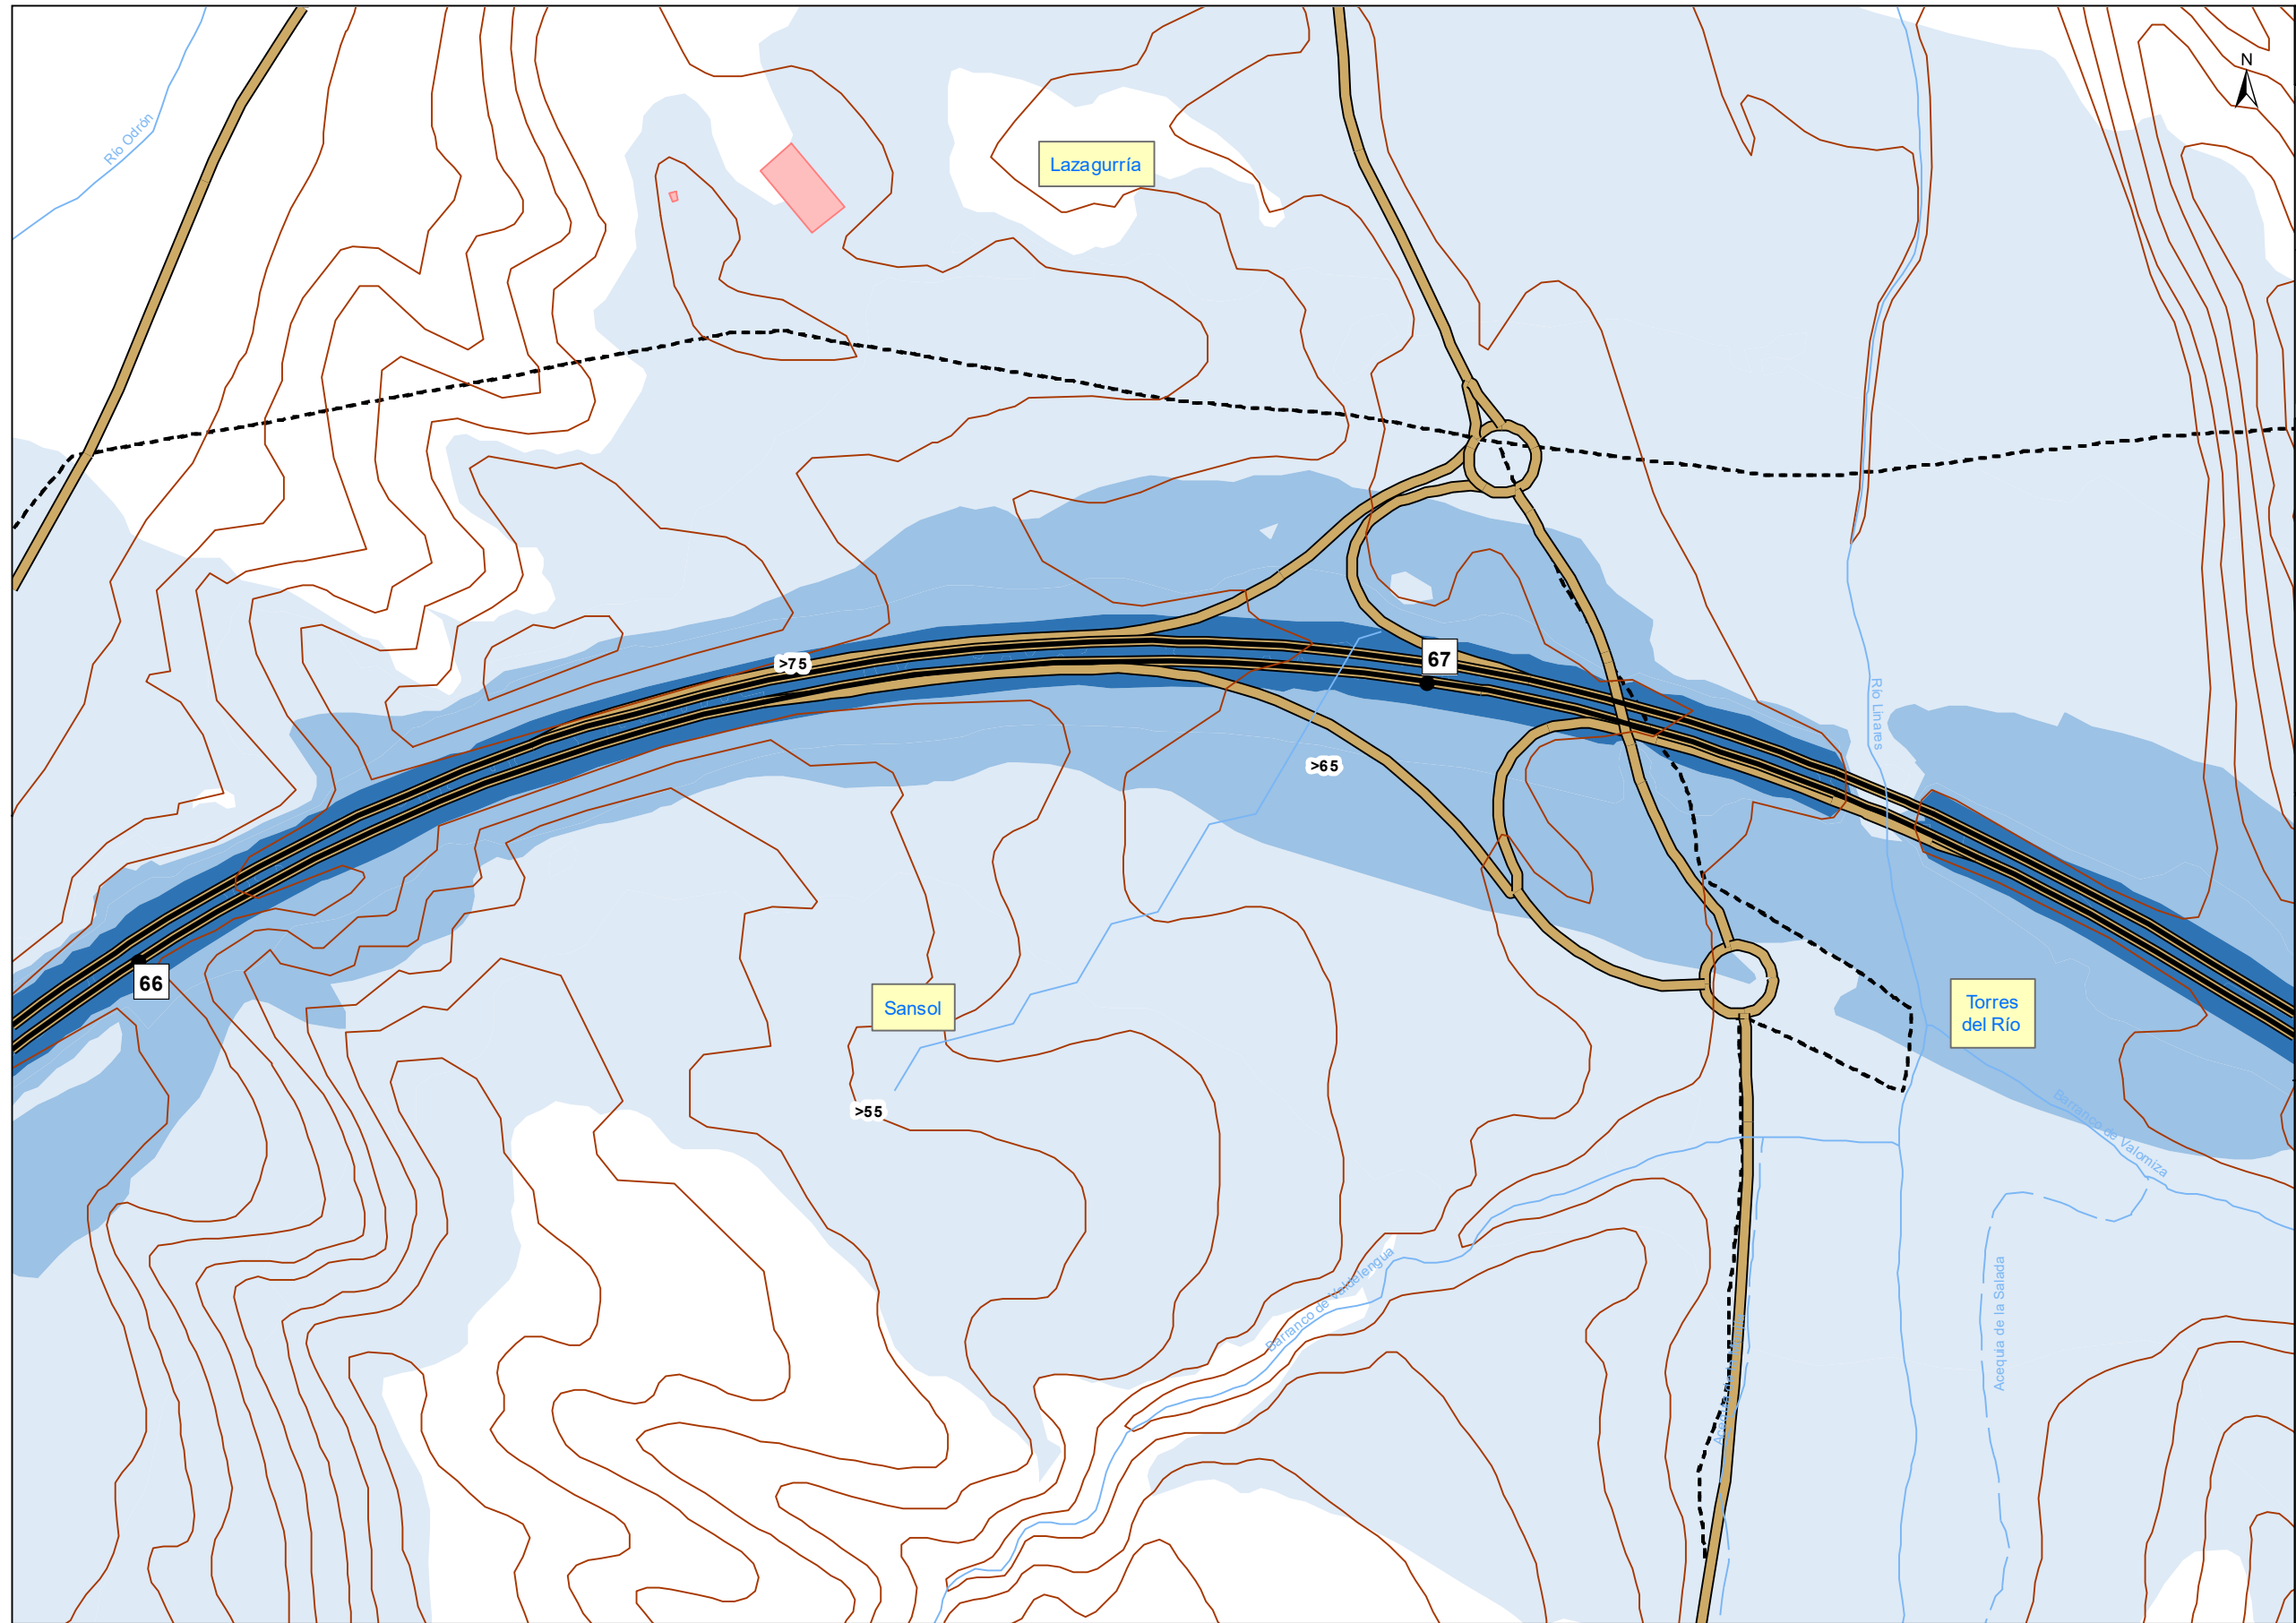 N
Río Odrón
Lazagurría
>75
67
Río Linares
>65
66
Sansol
Torres
del Río
>55
Barranco de Valomiza
Barranco de Valdelengua
Acequia de la Salada